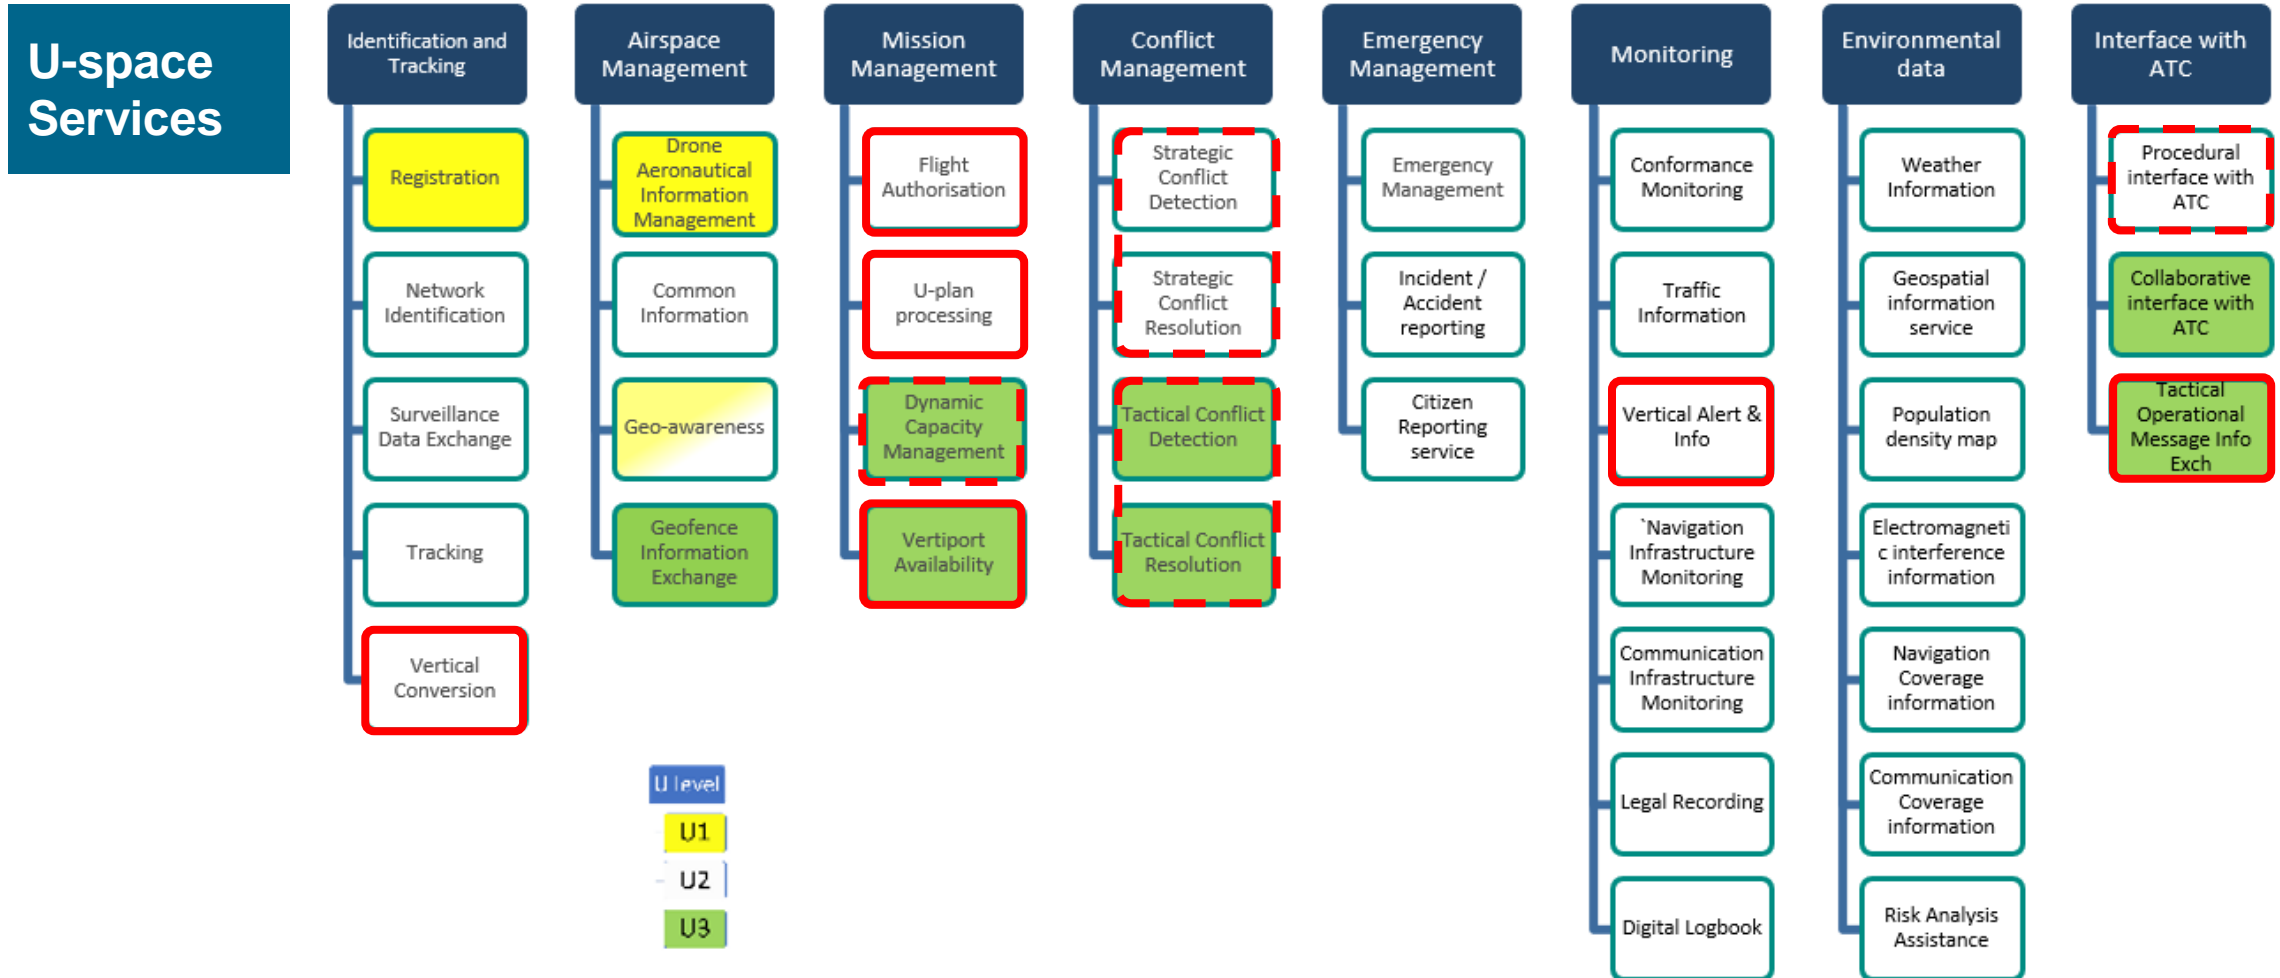 U-space
Services
Identification and
Tracking
Registration
Network
Identification
Surveillance
Data Exchange
Tracking
Vertical
Conversion
Airspace
Management
Drone
Aeronautical
Information
Management
Common
Information
Geo-awareness
Geofence
Information
Exchange
Mission
Management
Flight
Authorisation
U-plan
processing
Dynamic
Capacity
Management
Vertiport
Availability
Conflict
Management
Strategic
Conflict
Detection
Strategic
Conflict
Resolution
Tactical Conflict
Detection
Tactical Conflict
Resolution
Emergency
Management
Emergency
Management
Incident /
Accident
reporting
Citizen
Reporting
service
Monitoring
Conformance
Monitoring
Traffic
Information
Vertical Alert &
Info
`Navigation
Infrastructure
Monitoring
Communication
Infrastructure
Monitoring
Legal Recording
Digital Logbook
Environmental
data
Weather
Information
Geospatial
information
service
Population
density map
Electromagneti
c interference
information
Navigation
Coverage
information
Communication
Coverage
information
Risk Analysis
Assistance
Interface with
ATC
Procedural
interface with
ATC
Collaborative
interface with
ATC
Tactical
Operational
Message Info
Exch
U level
U1
U2
U3